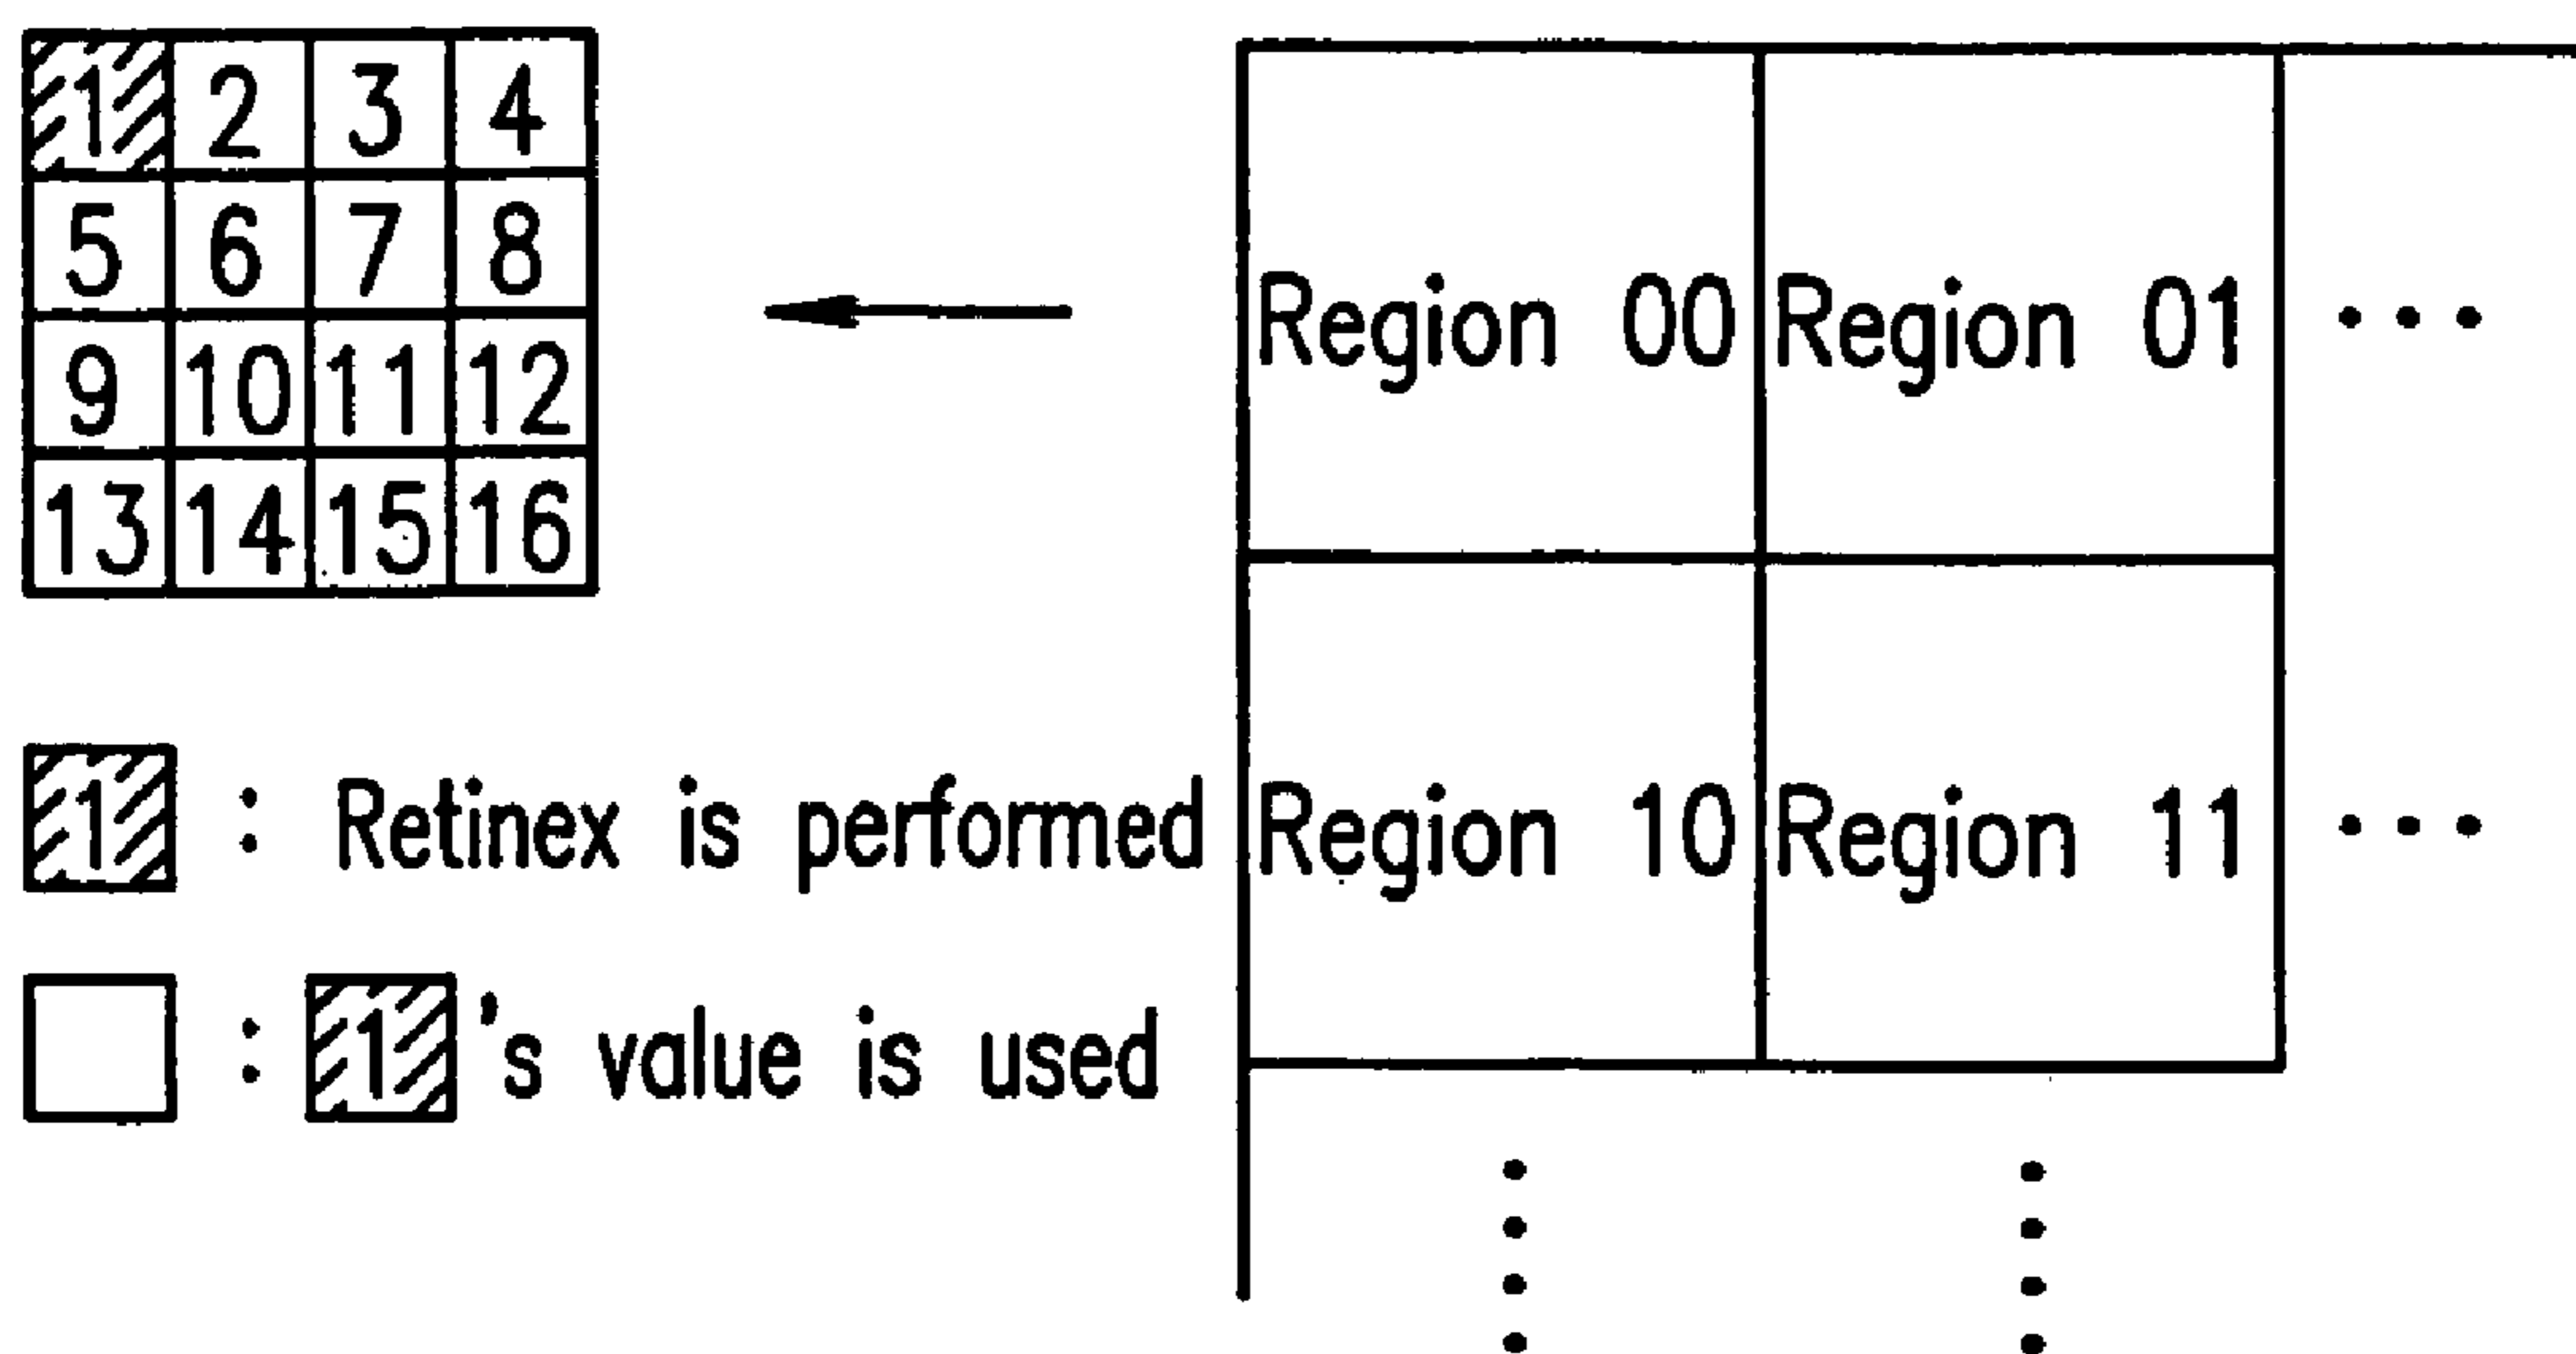 1 2 3 4
5 6 7 8
9 10 11 12
13 14 15 16
1 : Retinex is performed
: 1 's value is used
Region 00 Region 01 ...
Region 10 Region 11 ...